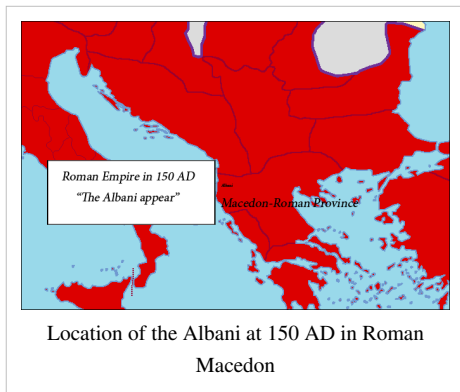 Roman Empire in 150 AD
“The Albani appear”
Macedon-Roman Province
Location of the Albani at 150 AD in Roman
Macedon